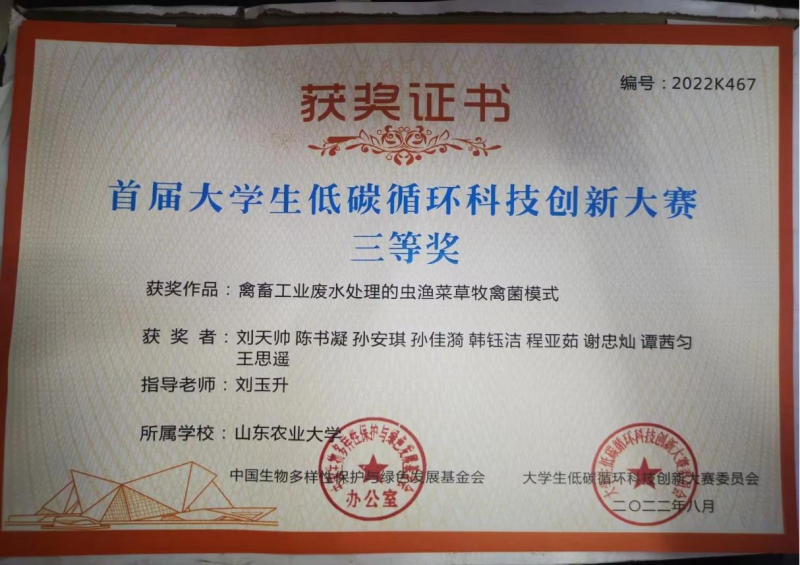 编号：2022K467
获奖证书
首届大学生低碳循环科技创新大赛
三等奖
获奖作品：禽畜工业废水处理的虫渔菜草牧禽菌模式
获 奖 者：刘天帅 陈书凝 孙安琪 孙佳漪 韩钰洁 程亚茹 谢忠灿 谭茜匀
王思遥
指导老师：刘玉升
所属学校：山东农业大学
中国生物多样性保护与绿色发展基金会
办公室
大学生低碳循环科技创新大赛委员会
二〇二二年八月